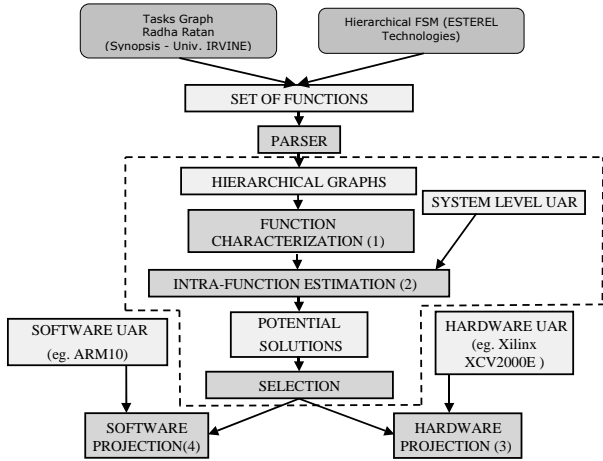 Tasks Graph
Radha Ratan
(Synopsis - Univ. IRVINE)
Hierarchical FSM (ESTEREL
Technologies)
SET OF FUNCTIONS
PARSER
HIERARCHICAL GRAPHS
SYSTEM LEVEL UAR
FUNCTION
CHARACTERIZATION (1)
INTRA-FUNCTION ESTIMATION (2)
SOFTWARE UAR
(eg. ARM10)
POTENTIAL
SOLUTIONS
HARDWARE UAR
(eg. Xilinx
XCV2000E )
SELECTION
SOFTWARE
PROJECTION(4)
HARDWARE
PROJECTION (3)